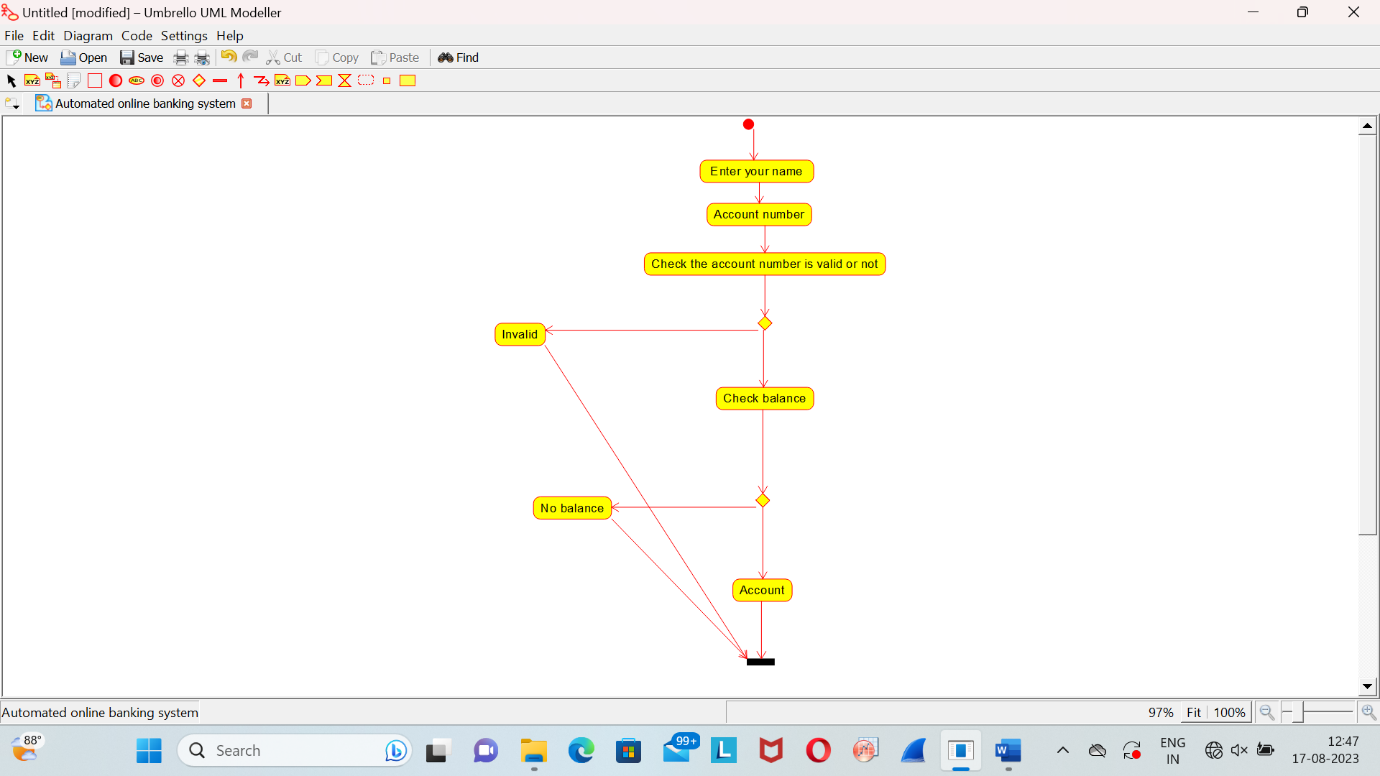 Untitled [modified] – Umbrello UML Modeller
File Edit Diagram Code Settings Help
New Open Save Cut Copy Paste Find
XYZ ABC XYZ
Automated online banking system
Enter your name
Account number
Check the account number is valid or not
Invalid
Check balance
No balance
Account
Automated online banking system 97% Fit 100%
88° Search 99+ L ENG 12:47
IN 17-08-2023